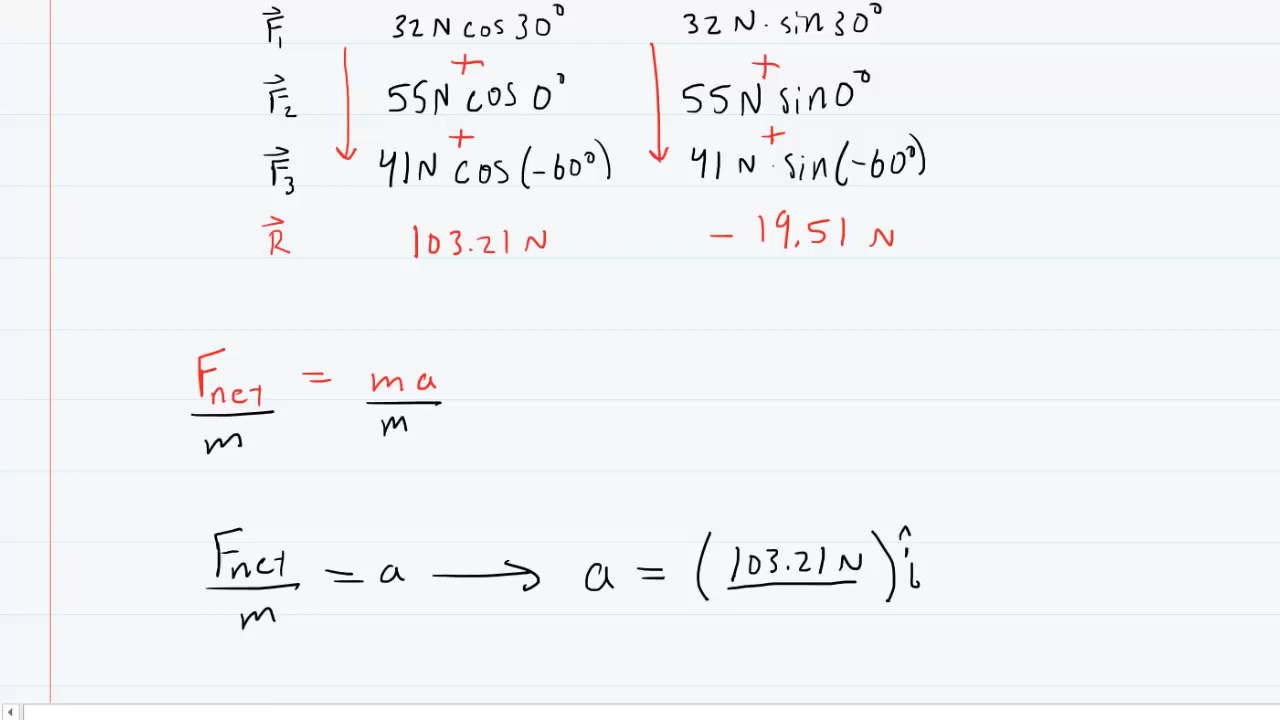 F⃗₁ 32 N cos 30° 32 N · sin 30°
+ +
F⃗₂ 55N cos 0° 55 N sin 0°
+ +
F⃗₃ 41N cos(-60°) 41 N · sin(-60°)
R⃗ 103.21 N - 19.51 N
Fnet = ma
m m
Fnet = a → a = (103.21 N) î
m